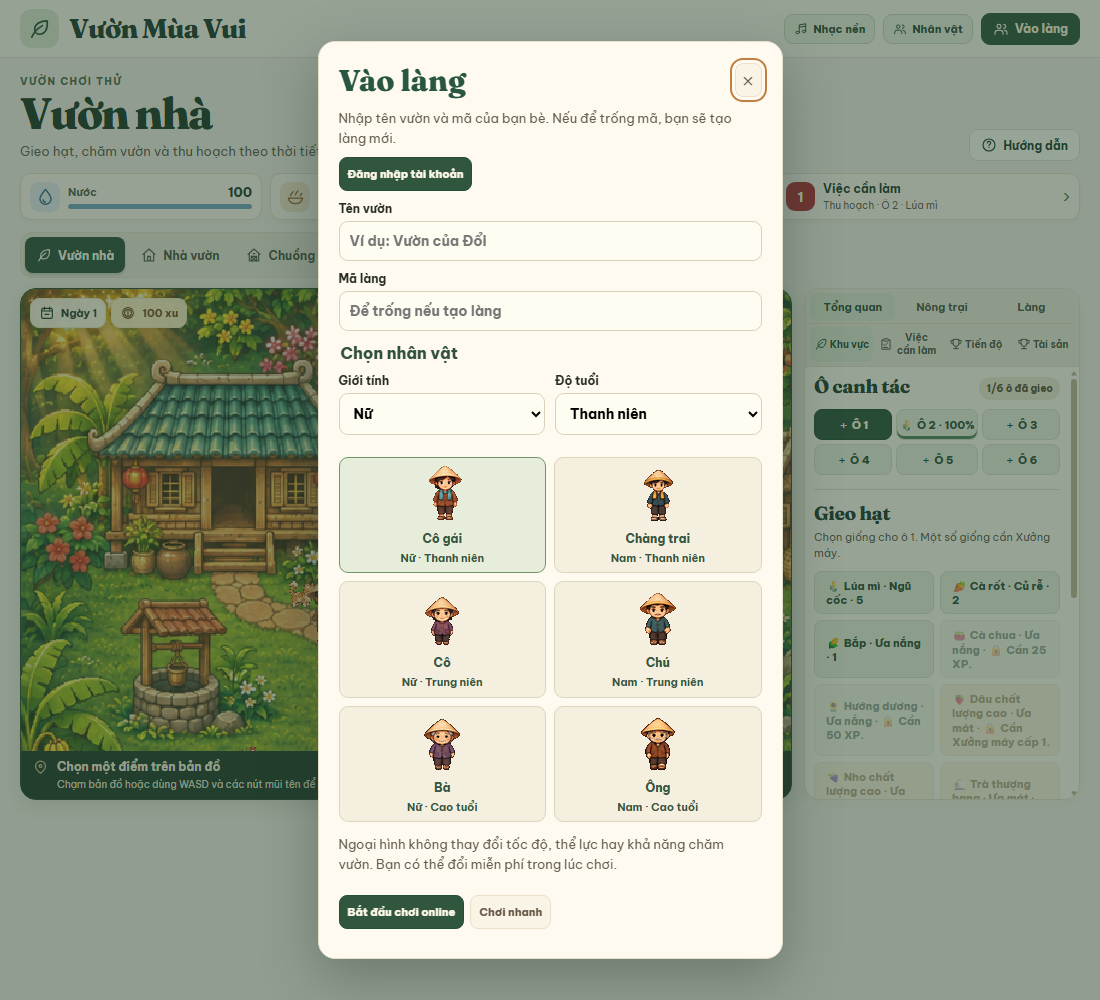 Vườn Mùa Vui
Nhạc nền
Nhân vật
Vào làng
VƯỜN CHƠI THỬ
Vườn nhà
Gieo hạt, chăm vườn và thu hoạch theo thời tiết
Hướng dẫn
Nước
100
1
Việc cần làm
Thu hoạch · Ô 2 · Lúa mì
Vườn nhà
Nhà vườn
Chuồng
Ngày 1
100 xu
Chọn một điểm trên bản đồ
Chạm bản đồ hoặc dùng WASD và các nút mũi tên để
Vào làng
×
Nhập tên vườn và mã của bạn bè. Nếu để trống mã, bạn sẽ tạo
làng mới.
Đăng nhập tài khoản
Tên vườn
Ví dụ: Vườn của Đổi
Mã làng
Để trống nếu tạo làng
Chọn nhân vật
Giới tính
Độ tuổi
Nữ
Thanh niên
Cô gái
Nữ · Thanh niên
Chàng trai
Nam · Thanh niên
Cô
Nữ · Trung niên
Chú
Nam · Trung niên
Bà
Nữ · Cao tuổi
Ông
Nam · Cao tuổi
Ngoại hình không thay đổi tốc độ, thể lực hay khả năng chăm
vườn. Bạn có thể đổi miễn phí trong lúc chơi.
Bắt đầu chơi online
Chơi nhanh
Tổng quan
Nông trại
Làng
Khu vực
Việc
cần làm
Tiến độ
Tài sản
Ô canh tác
1/6 ô đã gieo
+ Ô 1
Ô 2 · 100%
+ Ô 3
+ Ô 4
+ Ô 5
+ Ô 6
Gieo hạt
Chọn giống cho ô 1. Một số giống cần Xưởng
máy.
Lúa mì · Ngũ
cốc · 5
Cà rốt · Củ rễ ·
2
Bắp · Ưa nắng
· 1
Cà chua · Ưa
nắng · Cần 25
XP.
Hướng dương ·
Ưa nắng · Cần
50 XP.
Dâu chất
lượng cao · Ưa
mát · Cần
Xưởng máy cấp 1.
Nho chất
lượng cao · Ưa
Trà thượng
hạng · Ưa mát ·